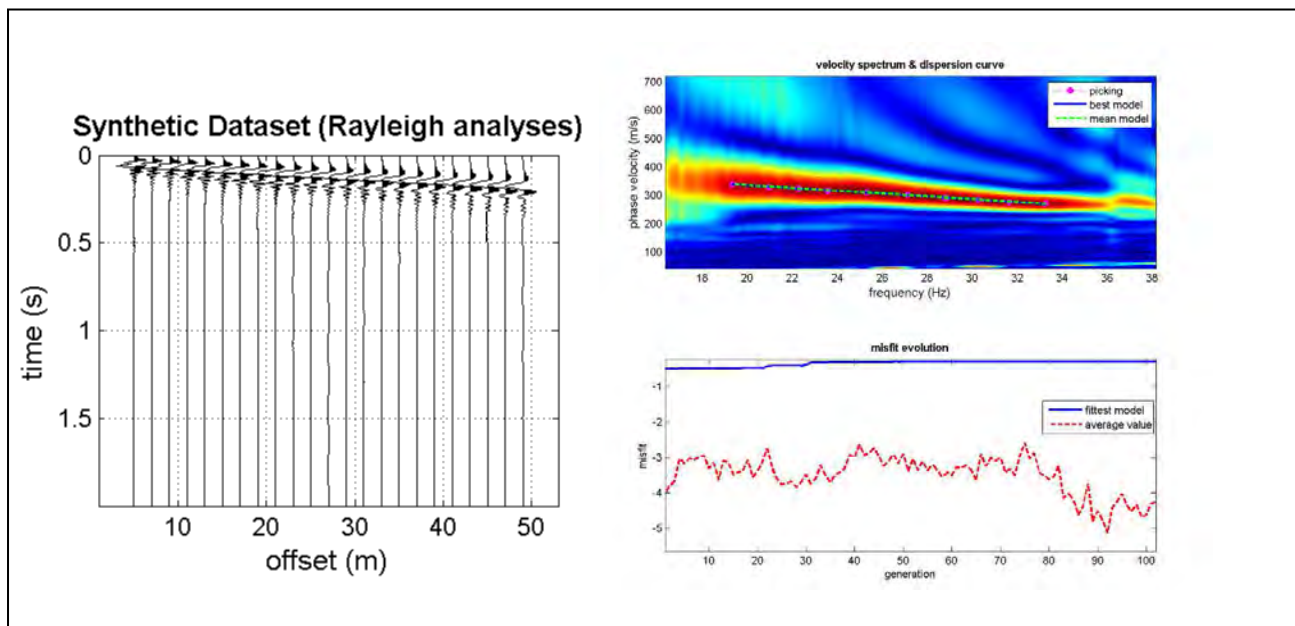 Synthetic Dataset (Rayleigh analyses)
0
0.5
1
1.5
time (s)
10 20 30 40 50
offset (m)
velocity spectrum & dispersion curve
700
600
500
400
300
200
100
phase velocity (m/s)
picking
best model
mean model
18 20 22 24 26 28 30 32 34 36 38
frequency (Hz)
misfit evolution
-1
-2
-3
-4
-5
misfit
fittest model
average value
10 20 30 40 50 60 70 80 90 100
generation